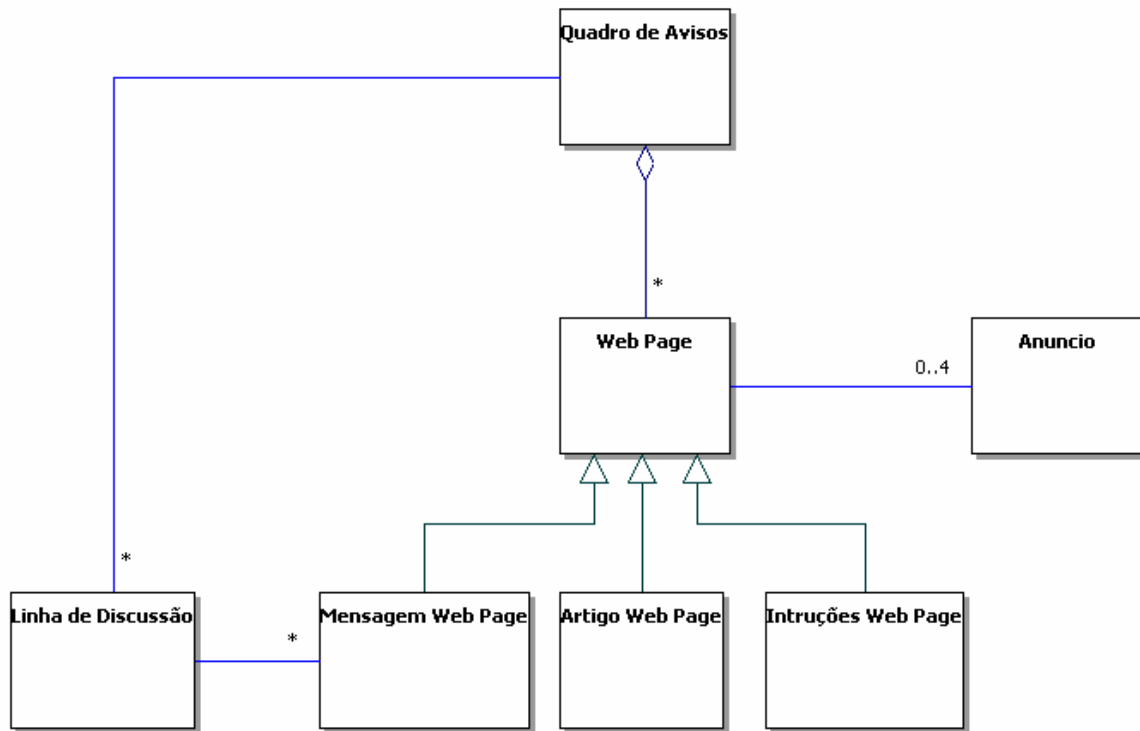 Quadro de Avisos
*
Web Page
Anuncio
0..4
*
Linha de Discussão
Mensagem Web Page
Artigo Web Page
Intruções Web Page
*